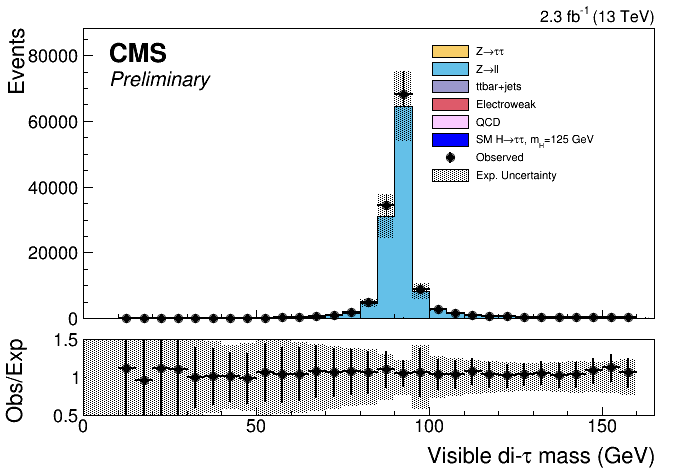 2.3 fb⁻¹ (13 TeV)
Events
CMS
Preliminary
80000
60000
40000
20000
0
Z→ττ
Z→ll
ttbar+jets
Electroweak
QCD
SM H→ττ, m_H=125 GeV
Observed
Exp. Uncertainty
Obs/Exp
1.5
1
0.5
0 50 100 150
Visible di-τ mass (GeV)